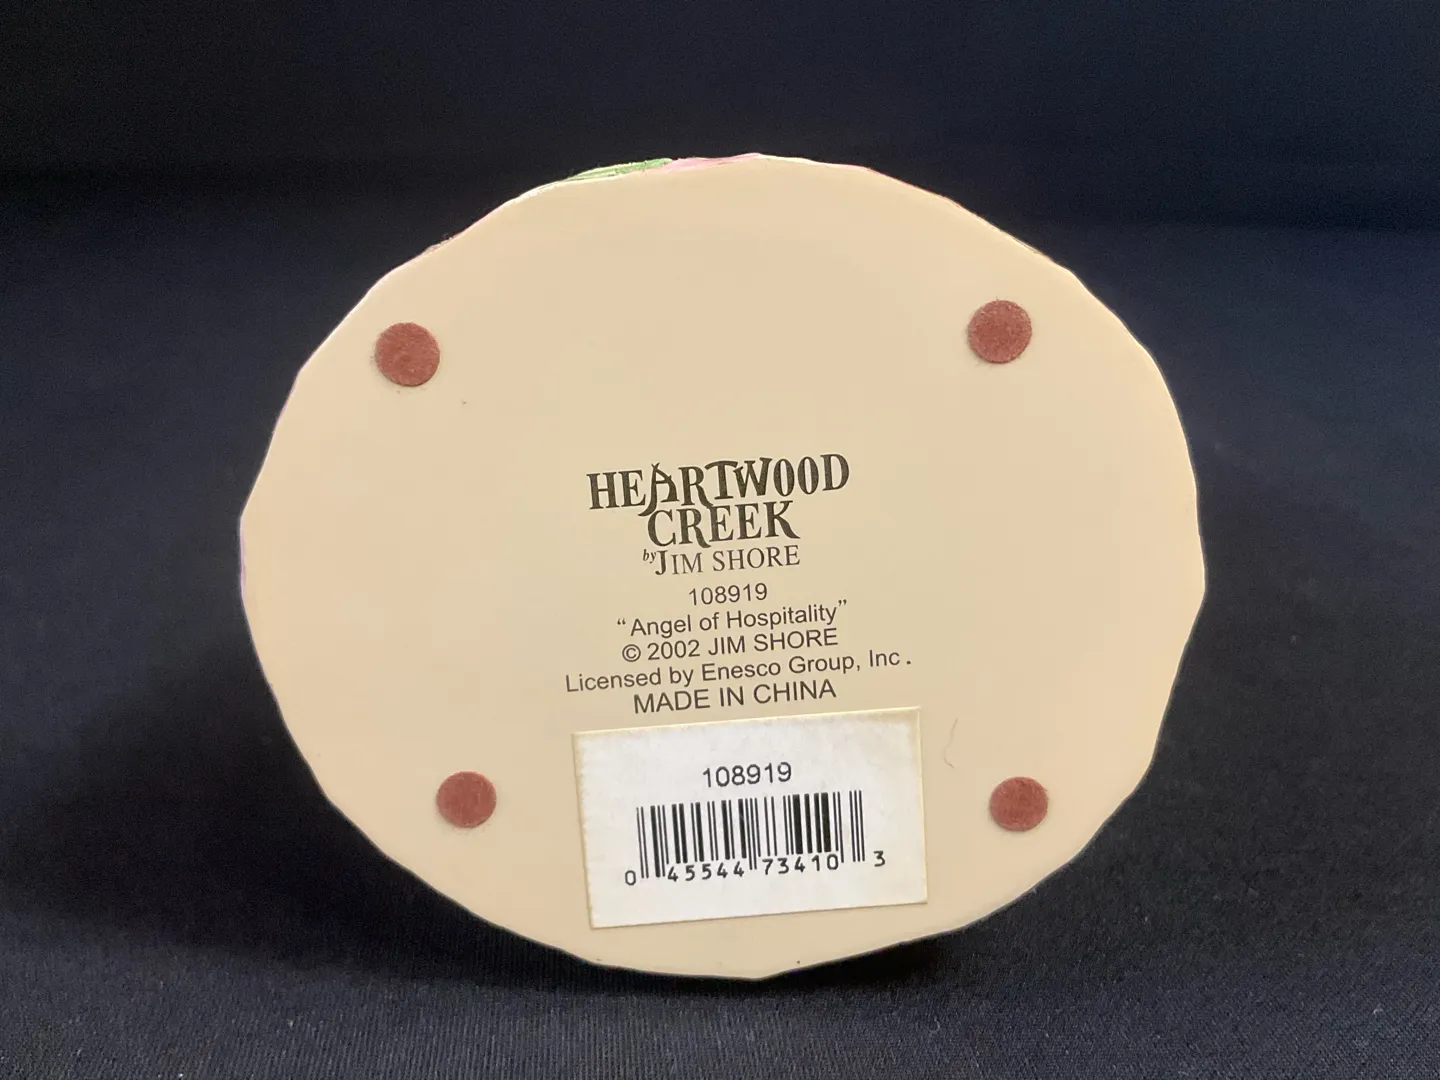 HEARTWOOD
CREEK
by JIM SHORE
108919
“Angel of Hospitality”
© 2002 JIM SHORE
Licensed by Enesco Group, Inc.
MADE IN CHINA
108919
0 45544 73410 3